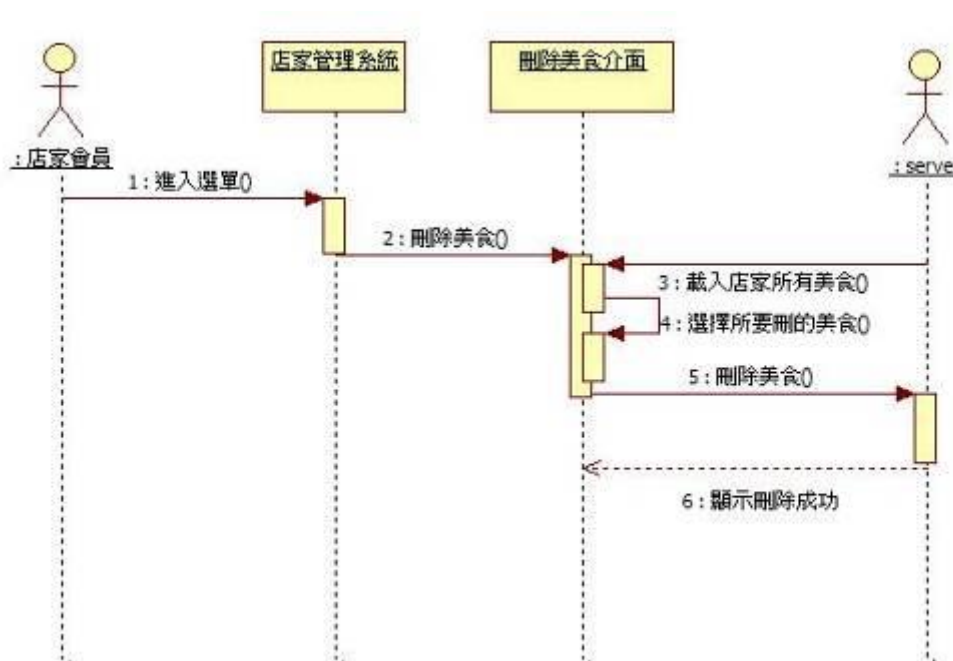 店家管理系統
刪除美食介面
: 店家會員
: serve
1 : 進入選單()
2 : 刪除美食()
3 : 載入店家所有美食()
4 : 選擇所要刪的美食()
5 : 刪除美食()
6 : 顯示刪除成功